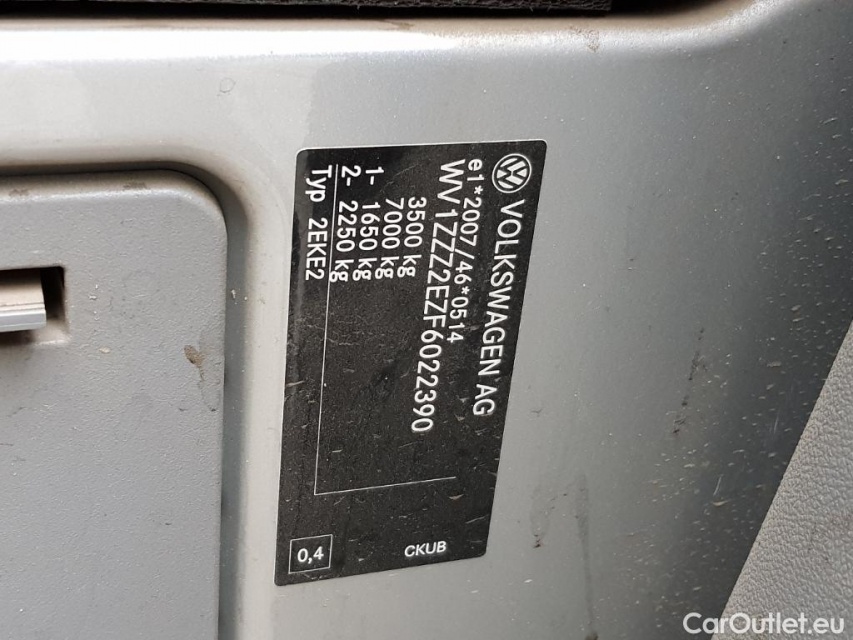 VOLKSWAGEN AG
e1*2007/46*0514
WV1ZZZ2EZF6022390
3500 kg
7000 kg
1- 1650 kg
2- 2250 kg
Typ 2EKE2
0,4
CKUB
CarOutlet.eu